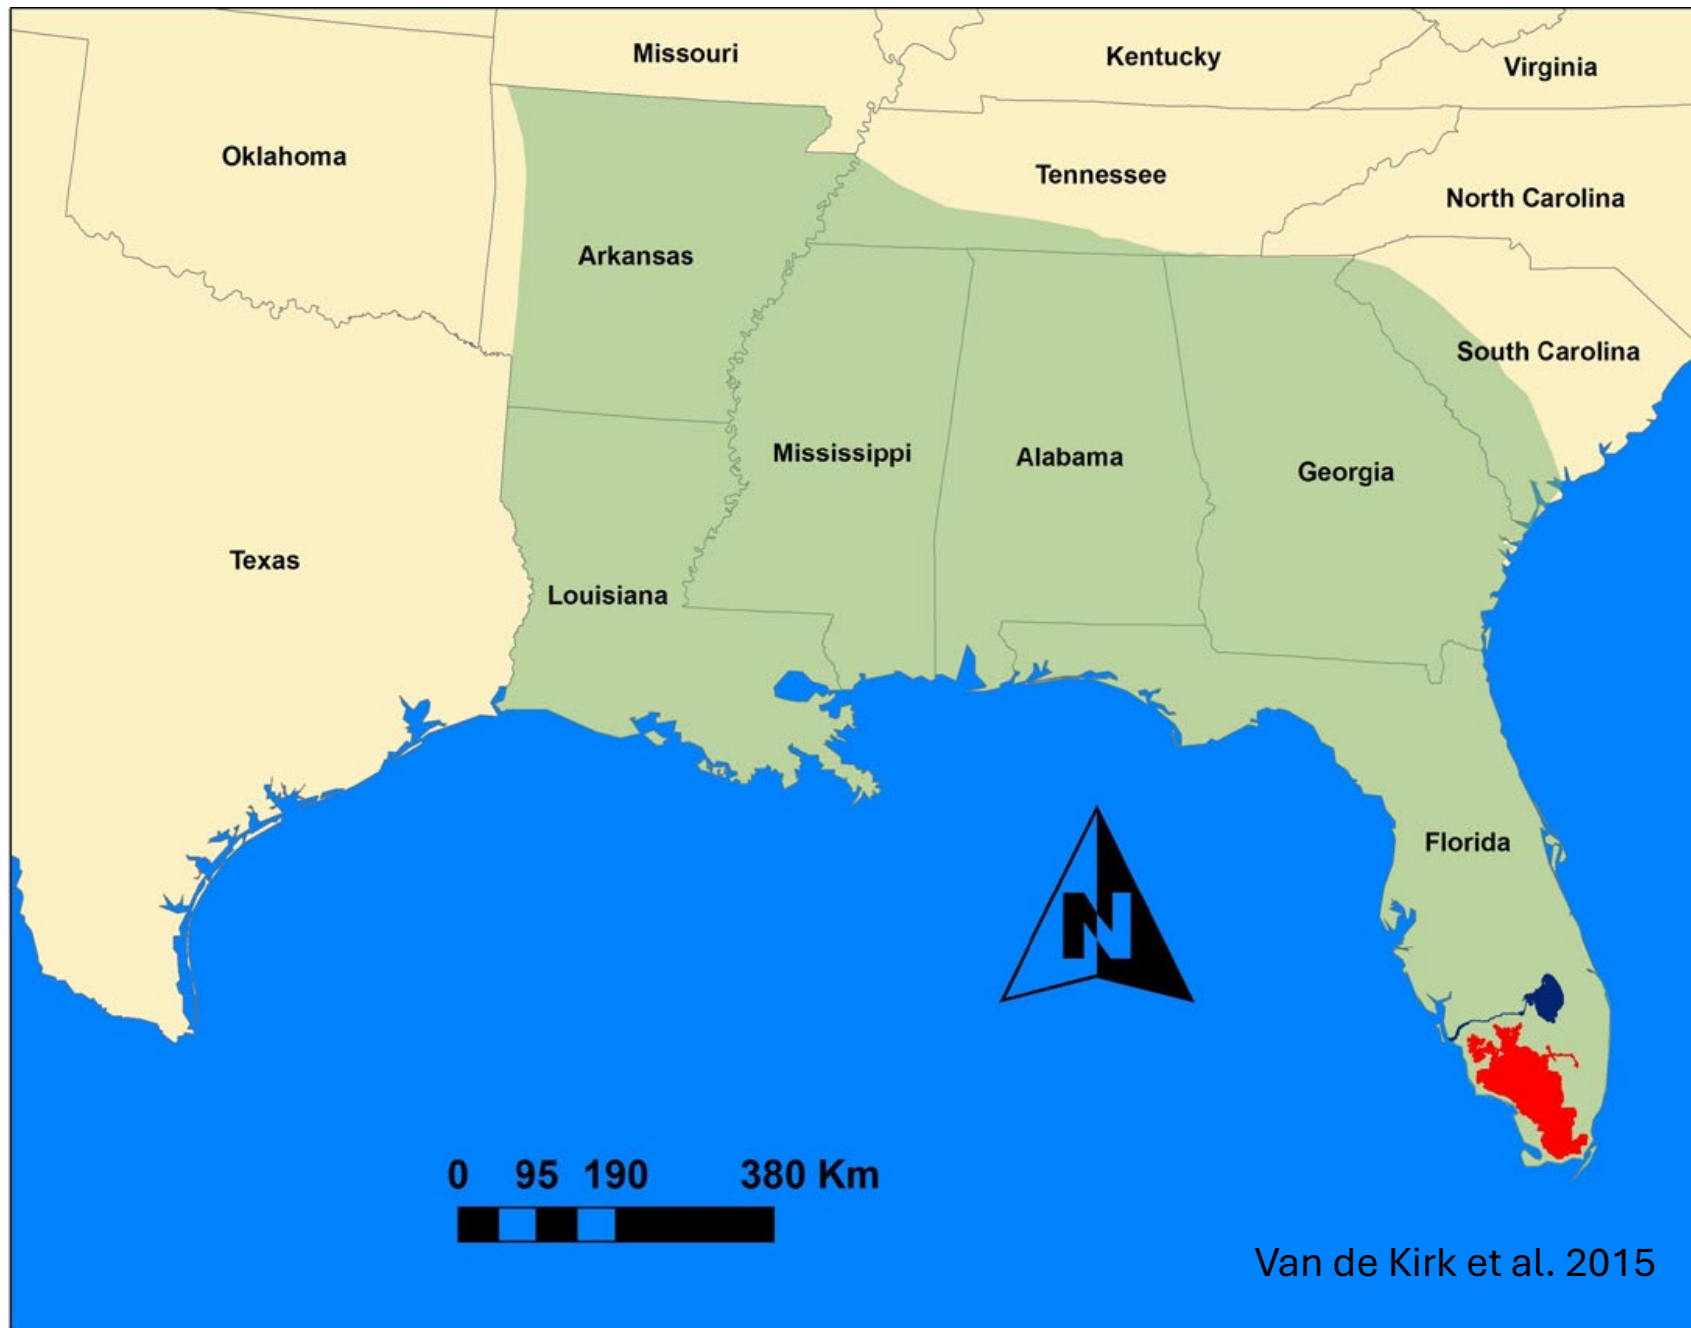 Missouri
Kentucky
Virginia
Oklahoma
Tennessee
North Carolina
Arkansas
South Carolina
Mississippi
Alabama
Georgia
Texas
Louisiana
Florida
N
0 95 190 380 Km
Van de Kirk et al. 2015